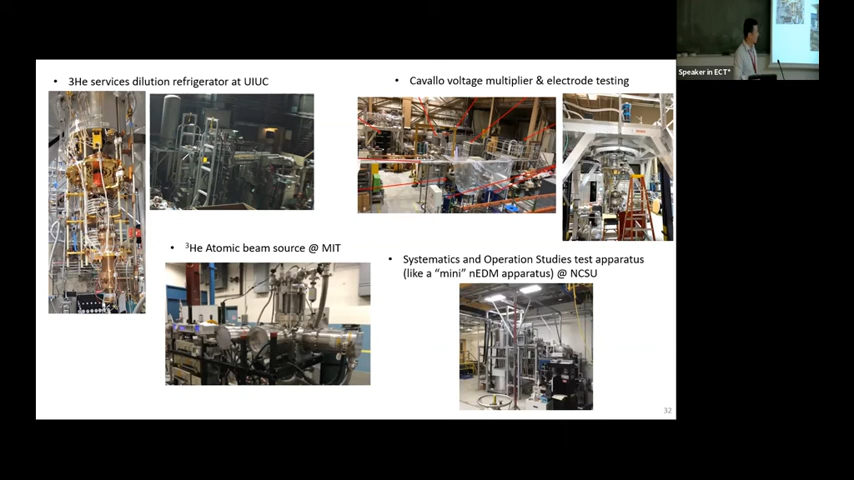 • 3He services dilution refrigerator at UIUC
• Cavallo voltage multiplier & electrode testing
• ³He Atomic beam source @ MIT
• Systematics and Operation Studies test apparatus
(like a “mini” nEDM apparatus) @ NCSU
32
Speaker in ECT*